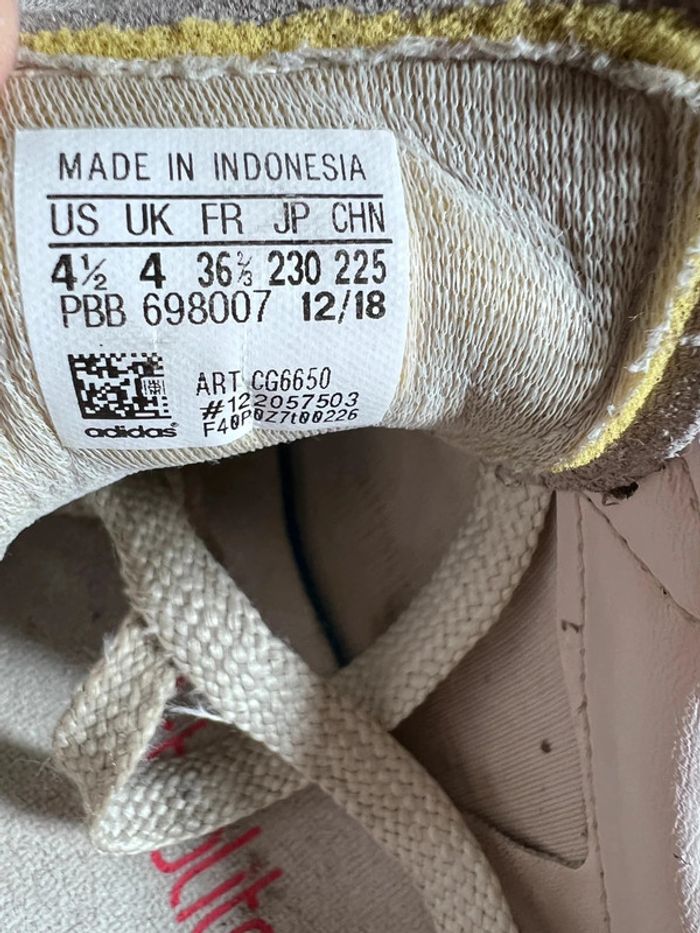 MADE IN INDONESIA
US UK FR JP CHN
4½ 4 36⅔ 230 225
PBB 698007 12/18
ART CG6650
#122057503
F40P0Z7t00226
adidas